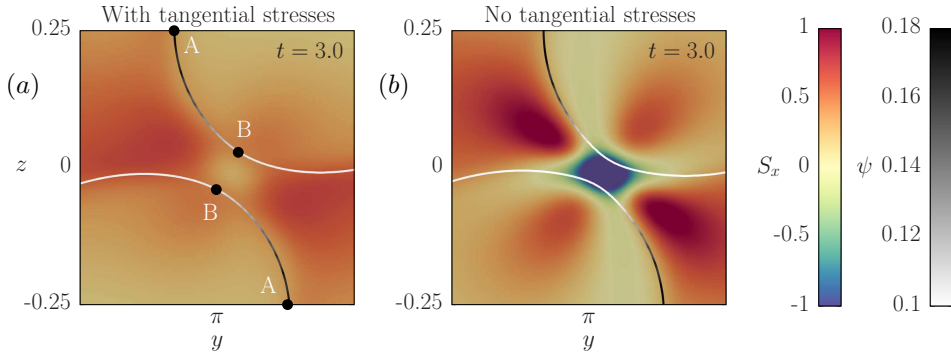 With tangential stresses
No tangential stresses
(a)
0.25
z
0
-0.25
A
t = 3.0
B
B
A
π
y
(b)
0.25
0
-0.25
t = 3.0
π
y
1
0.5
S_x 0
-0.5
-1
0.18
0.16
ψ 0.14
0.12
0.1